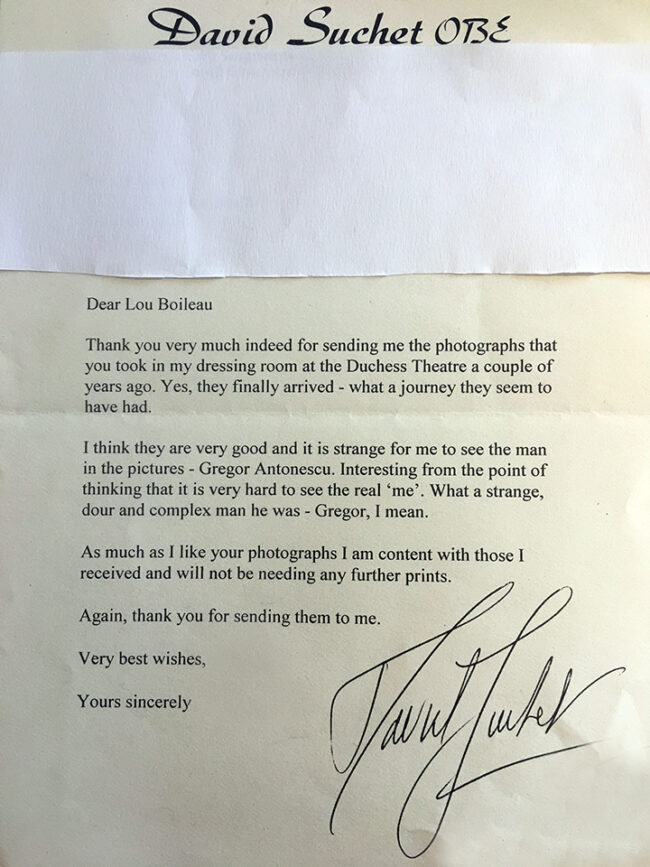 David Suchet OBE
Dear Lou Boileau
Thank you very much indeed for sending me the photographs that
you took in my dressing room at the Duchess Theatre a couple of
years ago. Yes, they finally arrived - what a journey they seem to
have had.
I think they are very good and it is strange for me to see the man
in the pictures - Gregor Antonescu. Interesting from the point of
thinking that it is very hard to see the real ‘me’. What a strange,
dour and complex man he was - Gregor, I mean.
As much as I like your photographs I am content with those I
received and will not be needing any further prints.
Again, thank you for sending them to me.
Very best wishes,
Yours sincerely
David Suchet